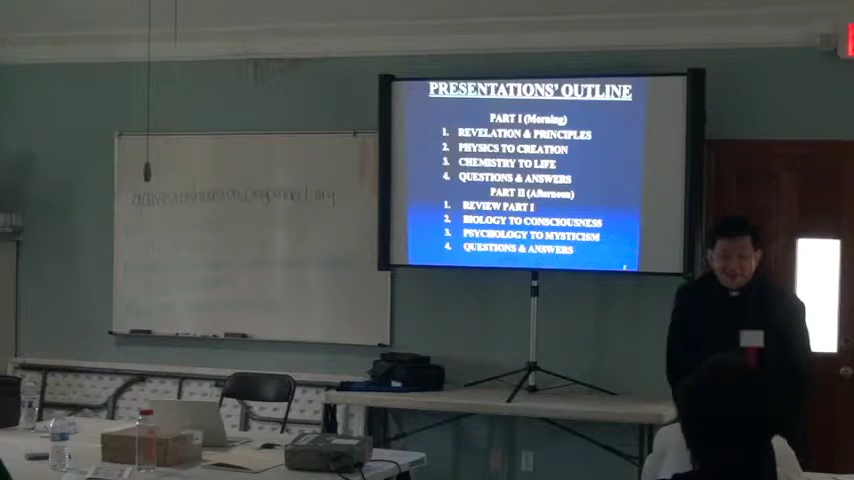 PRESENTATIONS' OUTLINE
PART I (Morning)
1. REVELATION & PRINCIPLES
2. PHYSICS TO CREATION
3. CHEMISTRY TO LIFE
4. QUESTIONS & ANSWERS
PART II (Afternoon)
1. REVIEW PART I
2. BIOLOGY TO CONSCIOUSNESS
3. PSYCHOLOGY TO MYSTICISM
4. QUESTIONS & ANSWERS
2